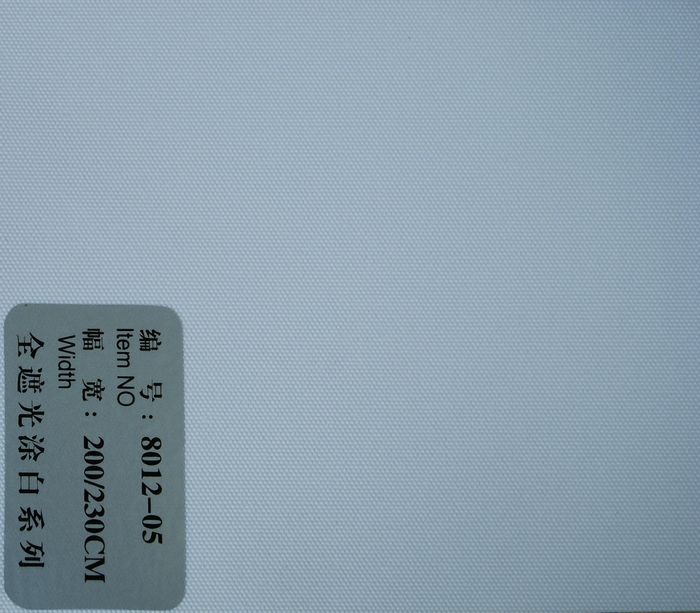 编 号：8012-05
Item NO
幅 宽：200/230CM
Width
全遮光涂白系列